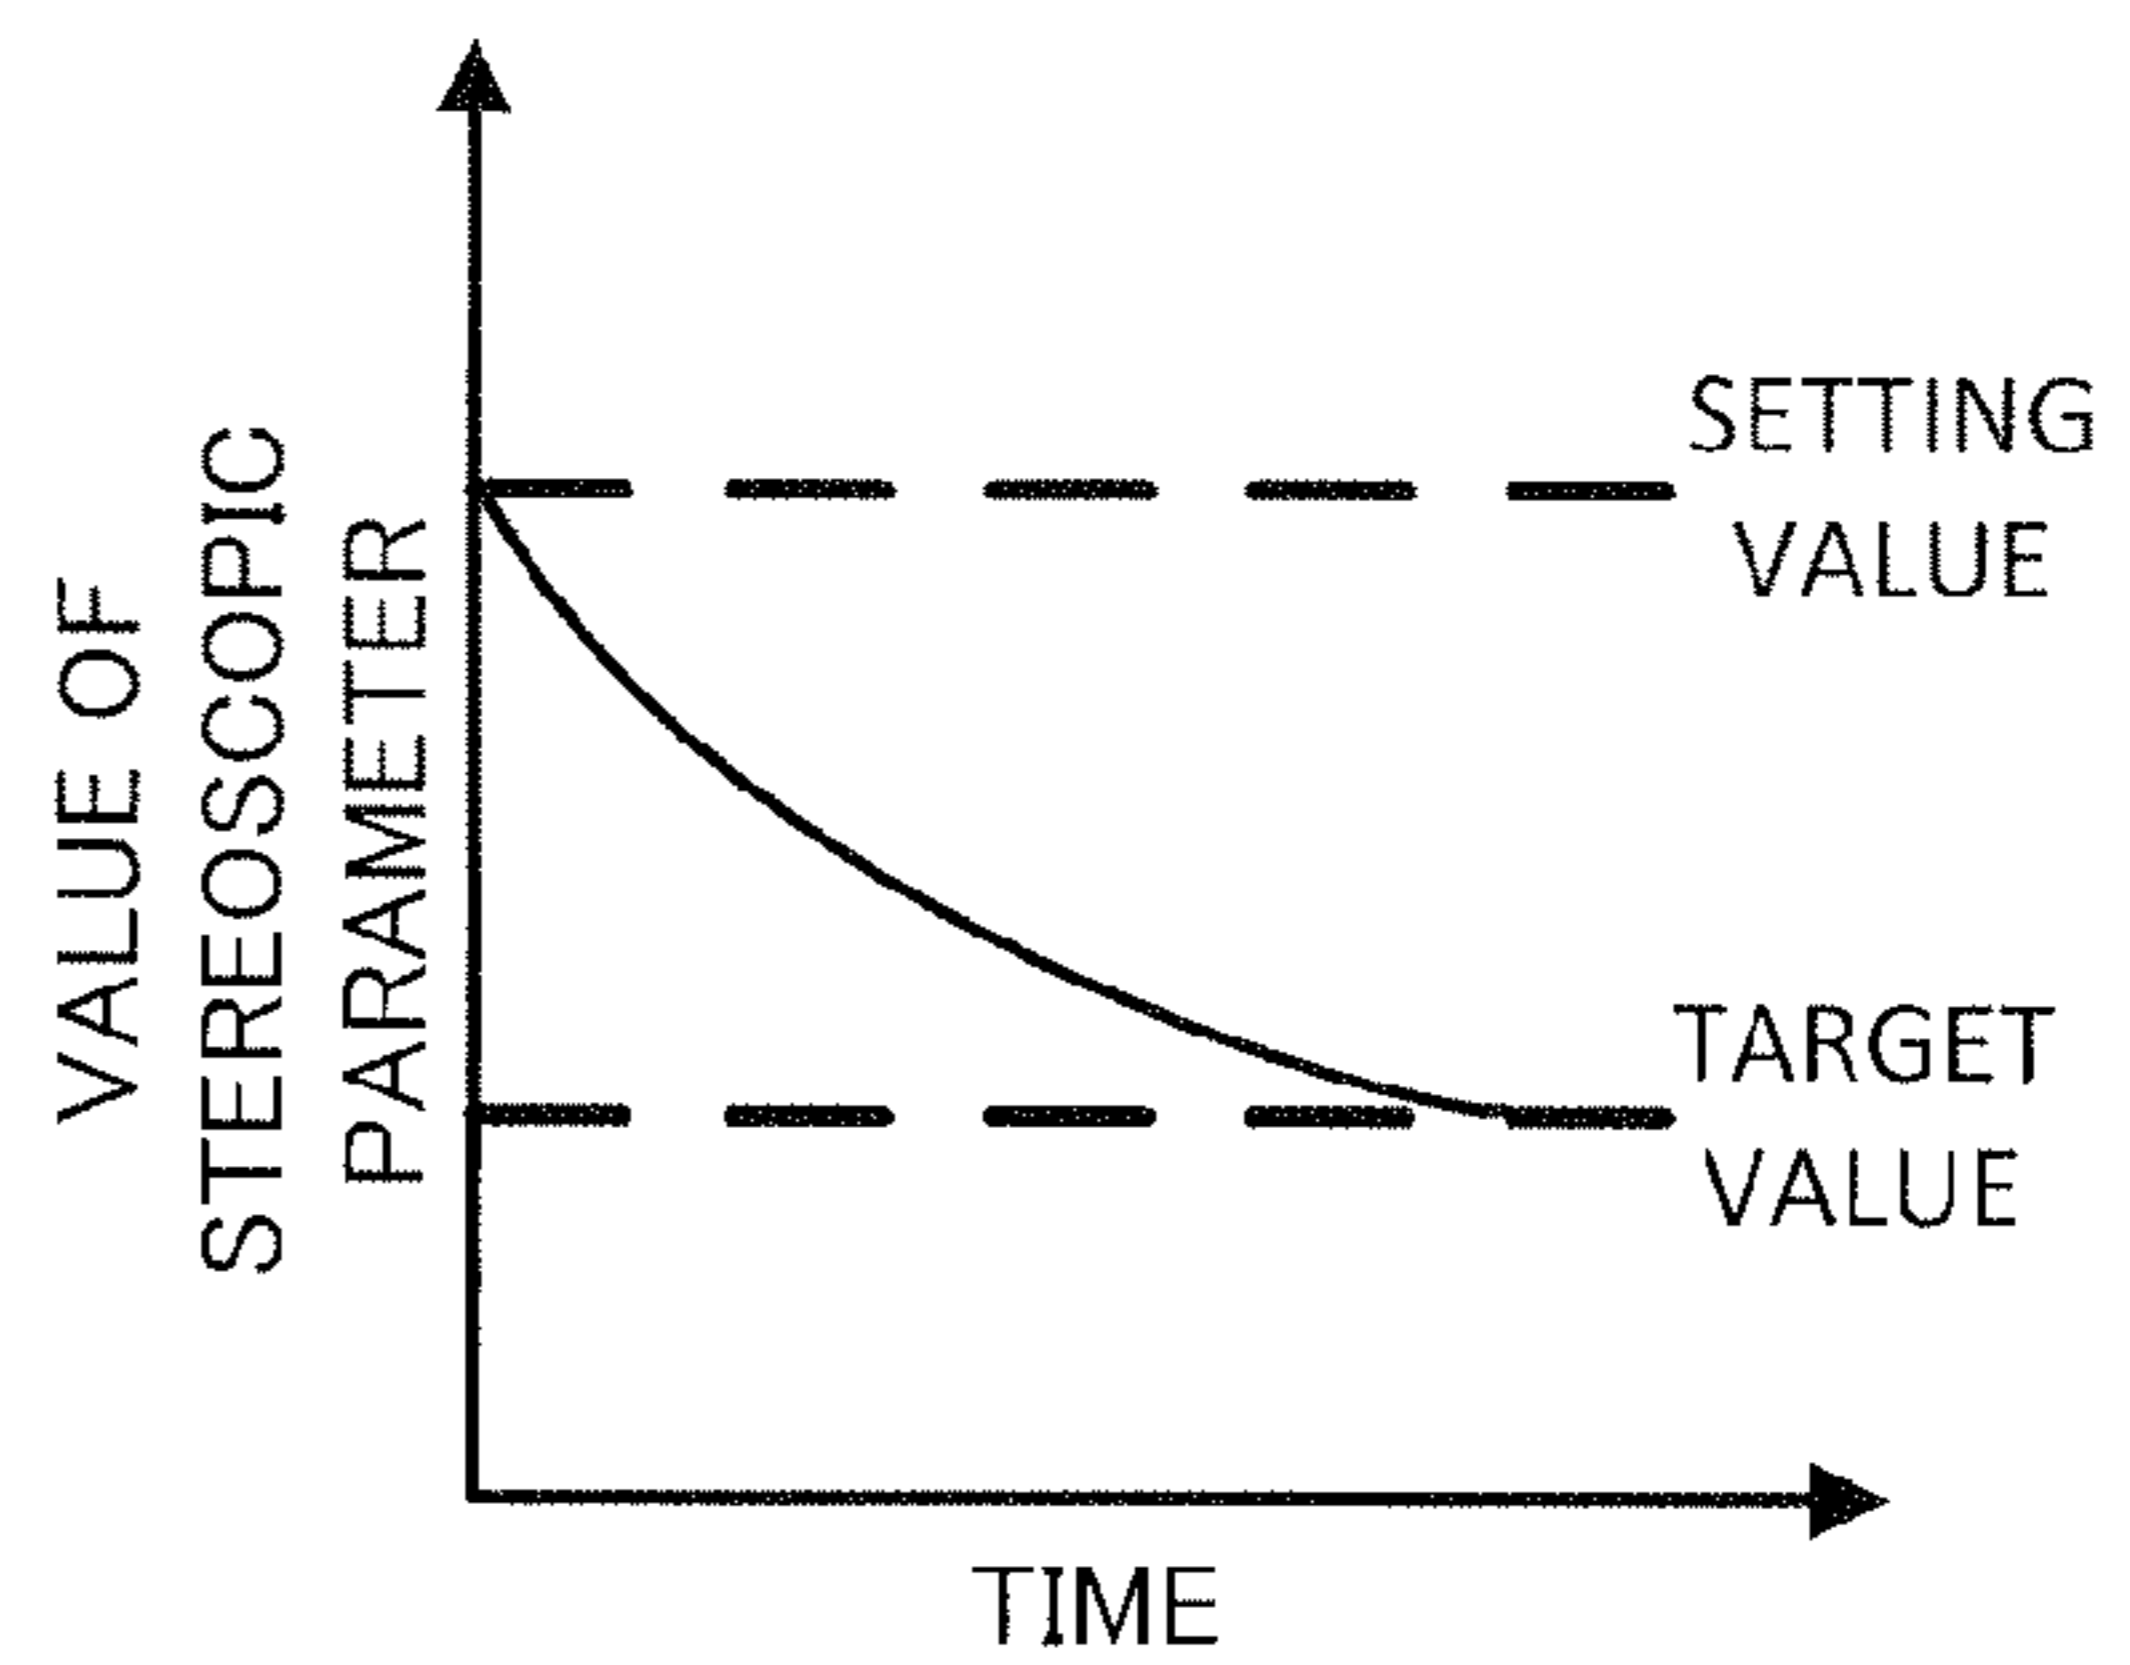 VALUE OF
STEREOSCOPIC
PARAMETER
SETTING
VALUE
TARGET
VALUE
TIME